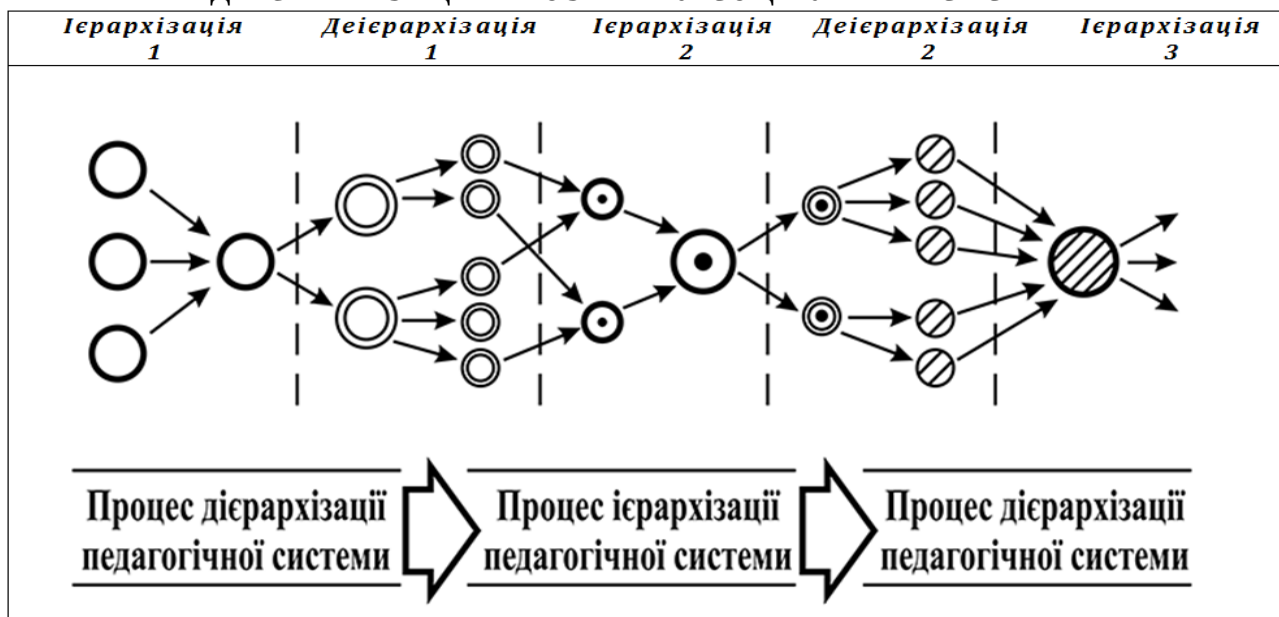 Ієрархізація Деієрархізація Ієрархізація Деієрархізація Ієрархізація
1 1 2 2 3
Процес дієрархізації
педагогічної системи
Процес ієрархізації
педагогічної системи
Процес дієрархізації
педагогічної системи